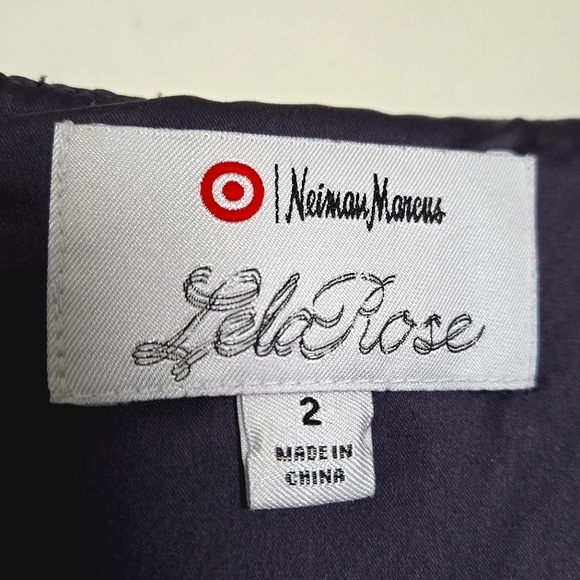 Neiman Marcus
Lela Rose
2
MADE IN
CHINA